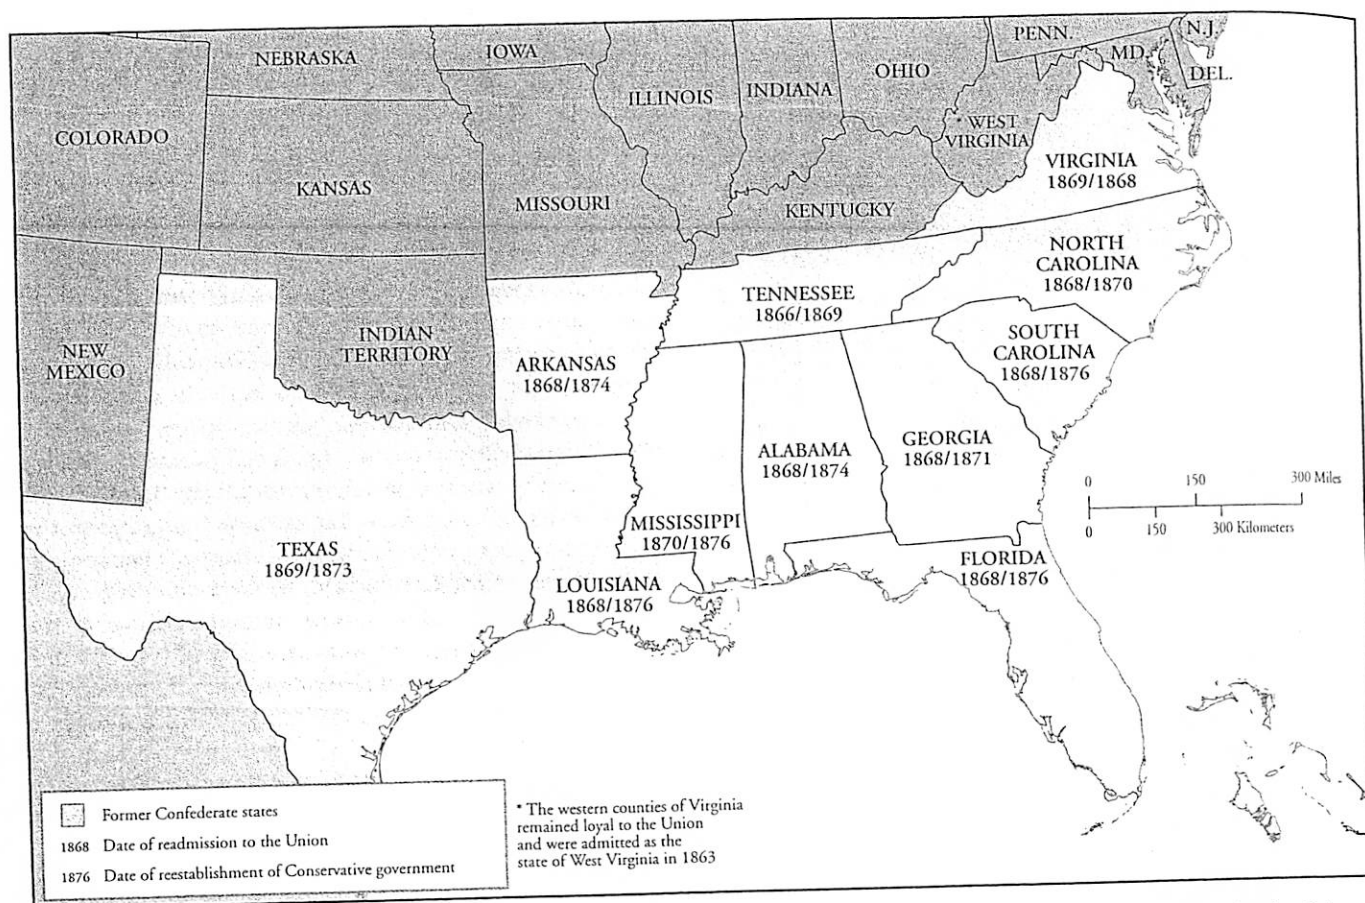 PENN.
N.J.
NEBRASKA
IOWA
OHIO
MD.
DEL.
ILLINOIS
INDIANA
COLORADO
* WEST
VIRGINIA
KANSAS
MISSOURI
KENTUCKY
VIRGINIA
1869/1868
NORTH
CAROLINA
1868/1870
TENNESSEE
1866/1869
NEW
MEXICO
INDIAN
TERRITORY
ARKANSAS
1868/1874
SOUTH
CAROLINA
1868/1876
ALABAMA
1868/1874
GEORGIA
1868/1871
0 150 300 Miles
0 150 300 Kilometers
TEXAS
1869/1873
MISSISSIPPI
1870/1876
LOUISIANA
1868/1876
FLORIDA
1868/1876
Former Confederate states
1868 Date of readmission to the Union
1876 Date of reestablishment of Conservative government
* The western counties of Virginia
remained loyal to the Union
and were admitted as the
state of West Virginia in 1863